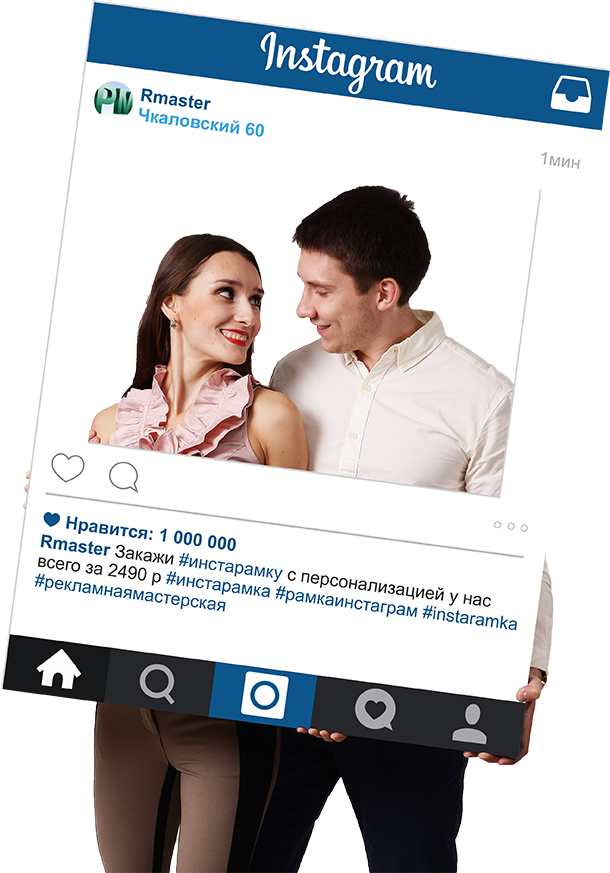 Instagram
РМ
Rmaster
Чкаловский 60
1мин
Нравится: 1 000 000
Rmaster Закажи #инстарамку с персонализацией у нас
всего за 2490 р #инстарамка #рамкаинстаграм #instaramka
#рекламнаямастерская